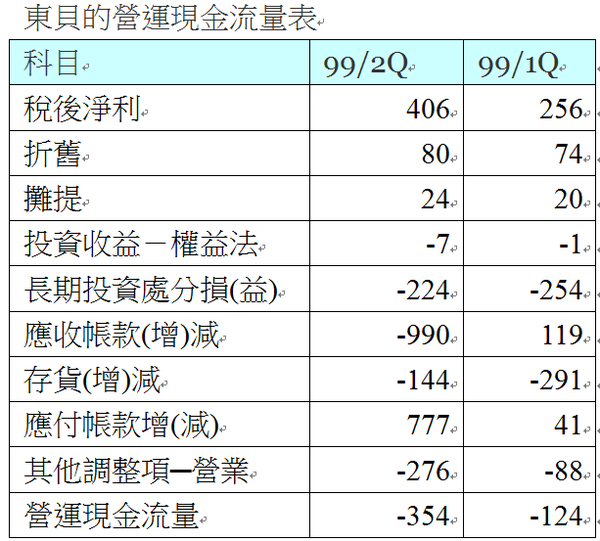 東貝的營運現金流量表
科目 99/2Q 99/1Q
稅後淨利 406 256
折舊 80 74
攤提 24 20
投資收益－權益法 -7 -1
長期投資處分損(益) -224 -254
應收帳款(增)減 -990 119
存貨(增)減 -144 -291
應付帳款增(減) 777 41
其他調整項─營業 -276 -88
營運現金流量 -354 -124